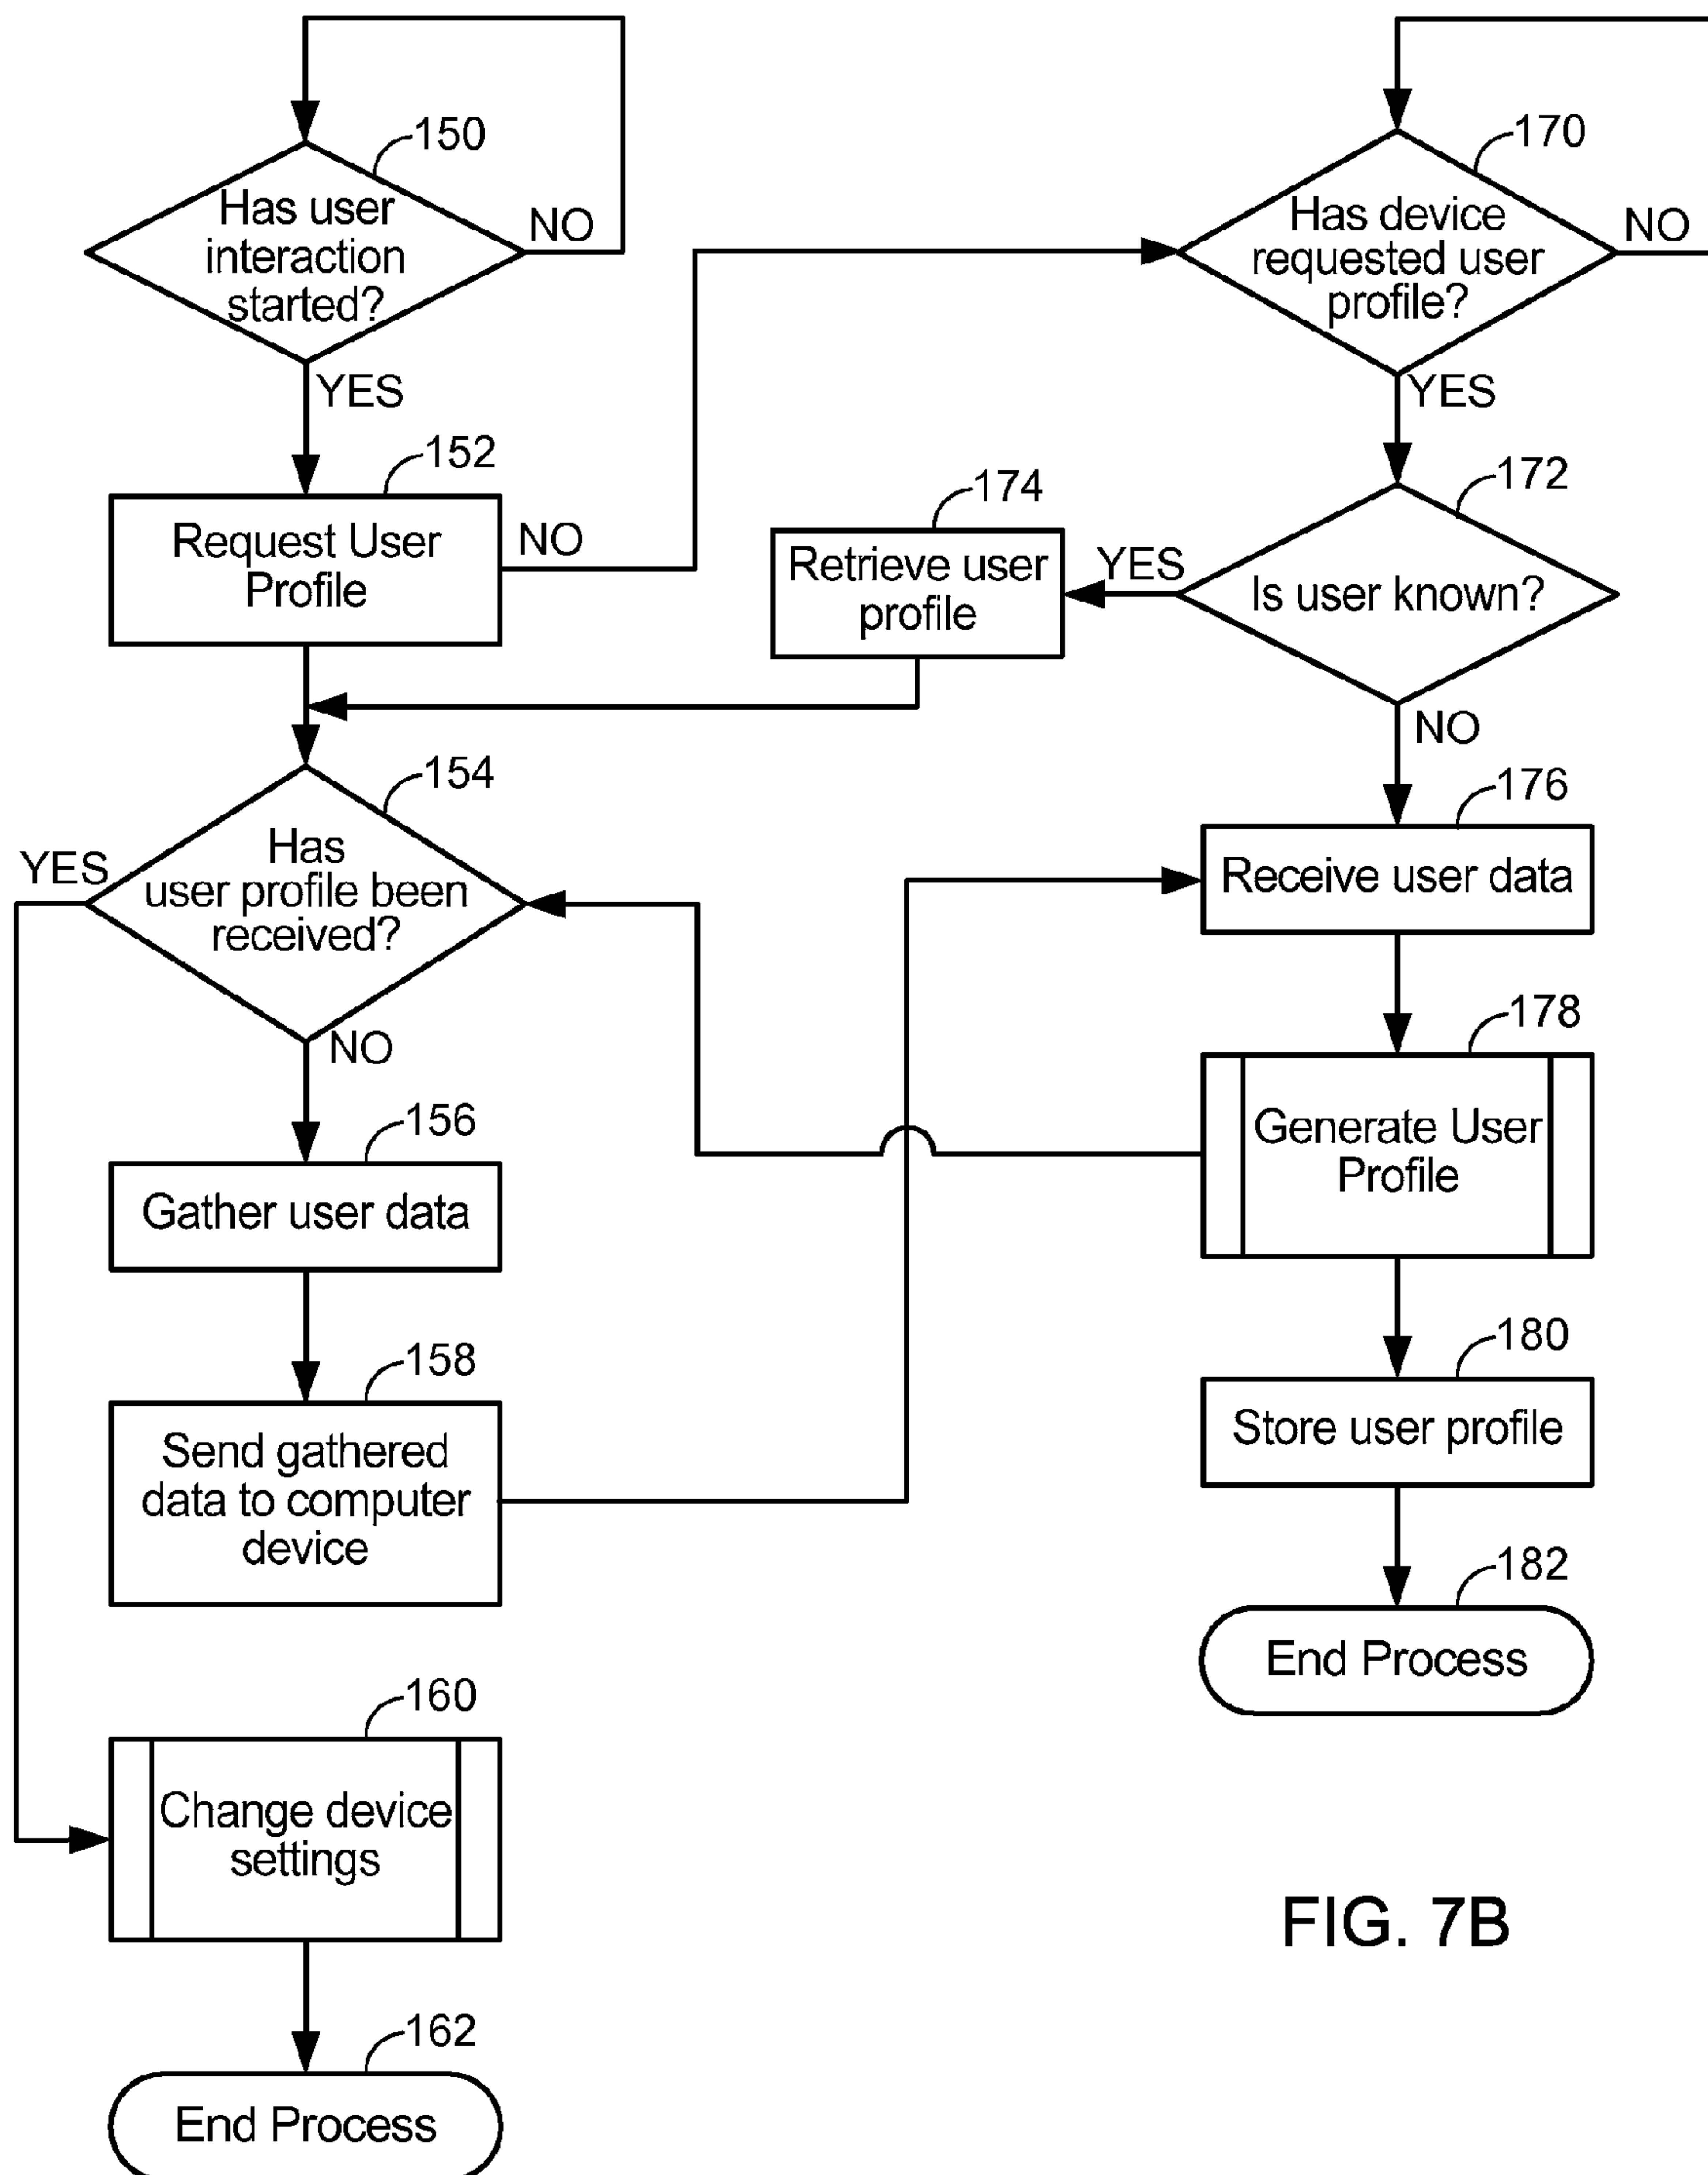 150
Has user
interaction
started?
NO
YES
152
Request User
Profile
NO
154
Has
user profile been
received?
YES
NO
156
Gather user data
158
Send gathered
data to computer
device
160
Change device
settings
162
End Process
170
Has device
requested user
profile?
NO
YES
172
Is user known?
YES
174
Retrieve user
profile
NO
176
Receive user data
178
Generate User
Profile
180
Store user profile
182
End Process
FIG. 7B